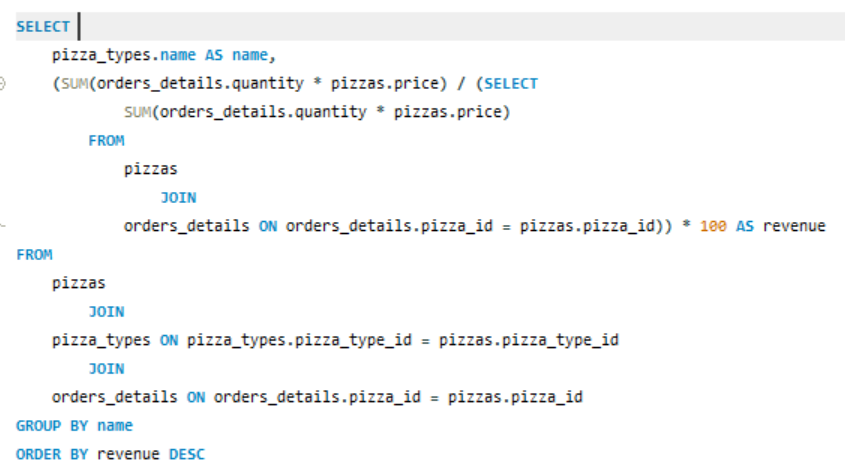 SELECT
pizza_types.name AS name,
(SUM(orders_details.quantity * pizzas.price) / (SELECT
SUM(orders_details.quantity * pizzas.price)
FROM
pizzas
JOIN
orders_details ON orders_details.pizza_id = pizzas.pizza_id)) * 100 AS revenue
FROM
pizzas
JOIN
pizza_types ON pizza_types.pizza_type_id = pizzas.pizza_type_id
JOIN
orders_details ON orders_details.pizza_id = pizzas.pizza_id
GROUP BY name
ORDER BY revenue DESC